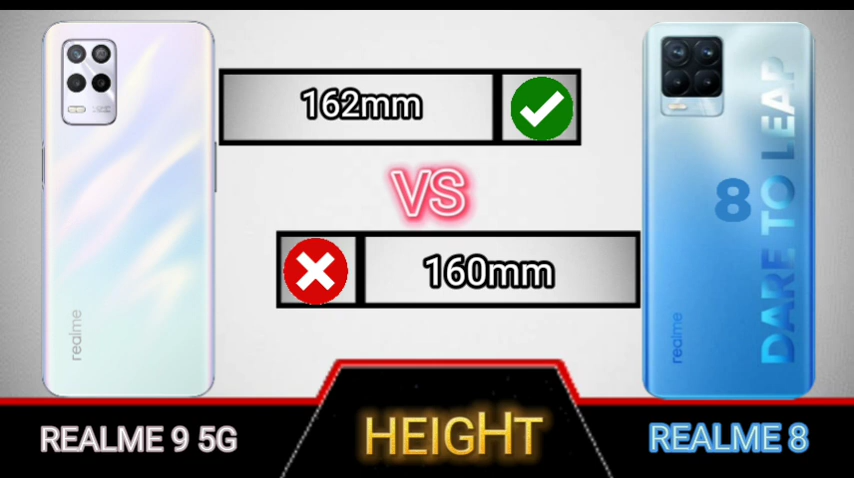 162mm
VS
160mm
realme
8
DARE TO LEAP
realme
HEIGHT
REALME 9 5G
REALME 8